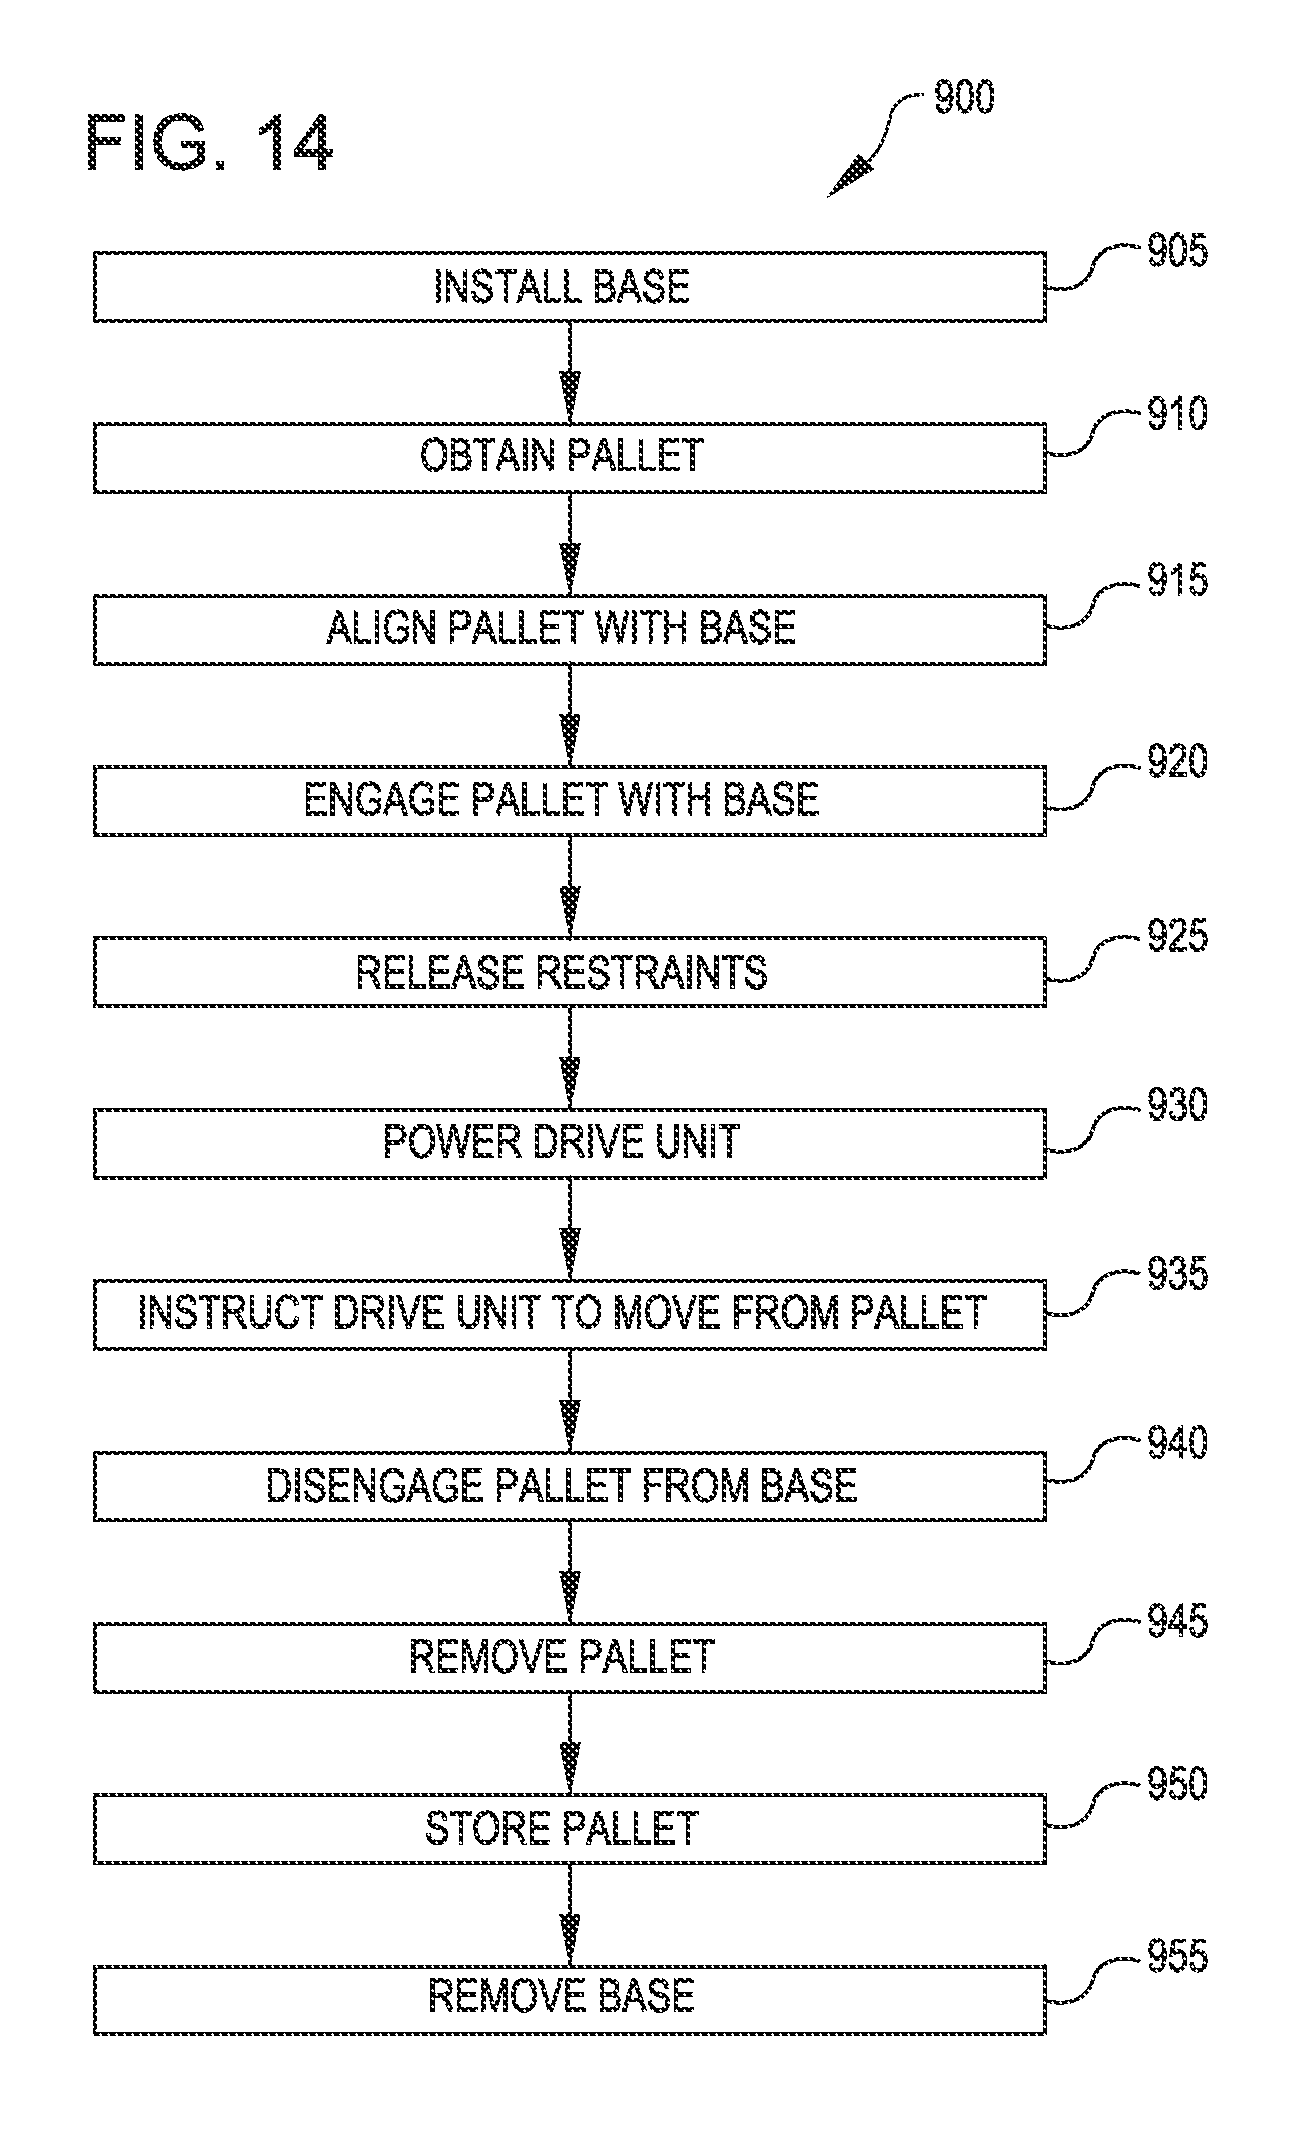 FIG. 14
900
INSTALL BASE
905
OBTAIN PALLET
910
ALIGN PALLET WITH BASE
915
ENGAGE PALLET WITH BASE
920
RELEASE RESTRAINTS
925
POWER DRIVE UNIT
930
INSTRUCT DRIVE UNIT TO MOVE FROM PALLET
935
DISENGAGE PALLET FROM BASE
940
REMOVE PALLET
945
STORE PALLET
950
REMOVE BASE
955